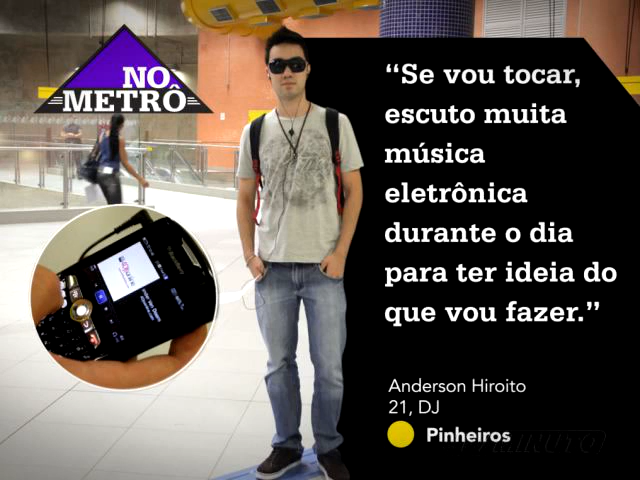 NO
METRÔ
“Se vou tocar,
escuto muita
música
eletrônica
durante o dia
para ter ideia do
que vou fazer.”
Anderson Hiroito
21, DJ
Pinheiros